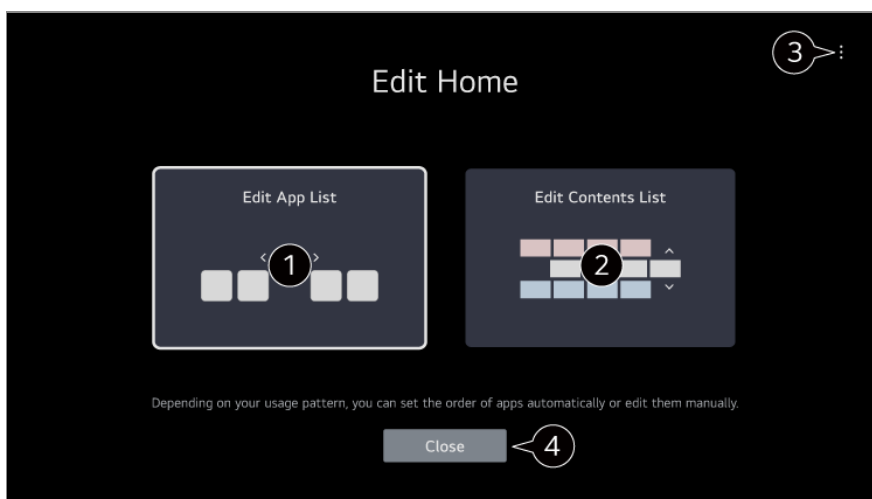 3
Edit Home
Edit App List
Edit Contents List
1
2
Depending on your usage pattern, you can set the order of apps automatically or edit them manually.
Close
4